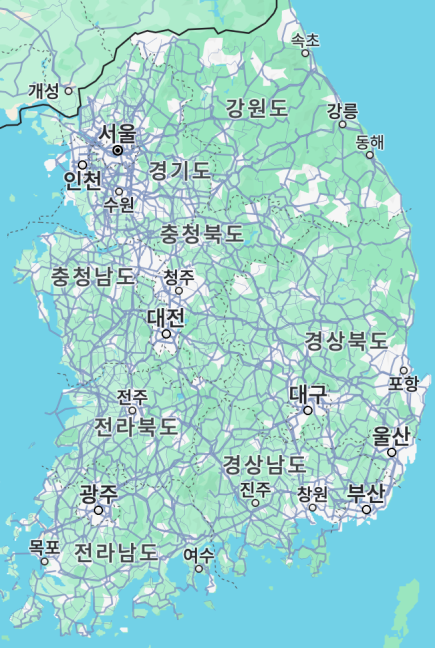 속초
개성
강원도
강릉
서울
동해
인천
경기도
수원
충청북도
충청남도
청주
대전
경상북도
포항
전주
대구
전라북도
울산
경상남도
광주
진주
창원
부산
목포
전라남도
여수